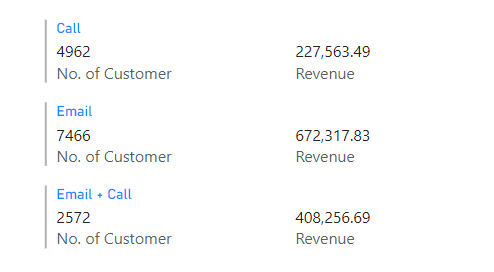 Call
4962 227,563.49
No. of Customer Revenue
Email
7466 672,317.83
No. of Customer Revenue
Email + Call
2572 408,256.69
No. of Customer Revenue